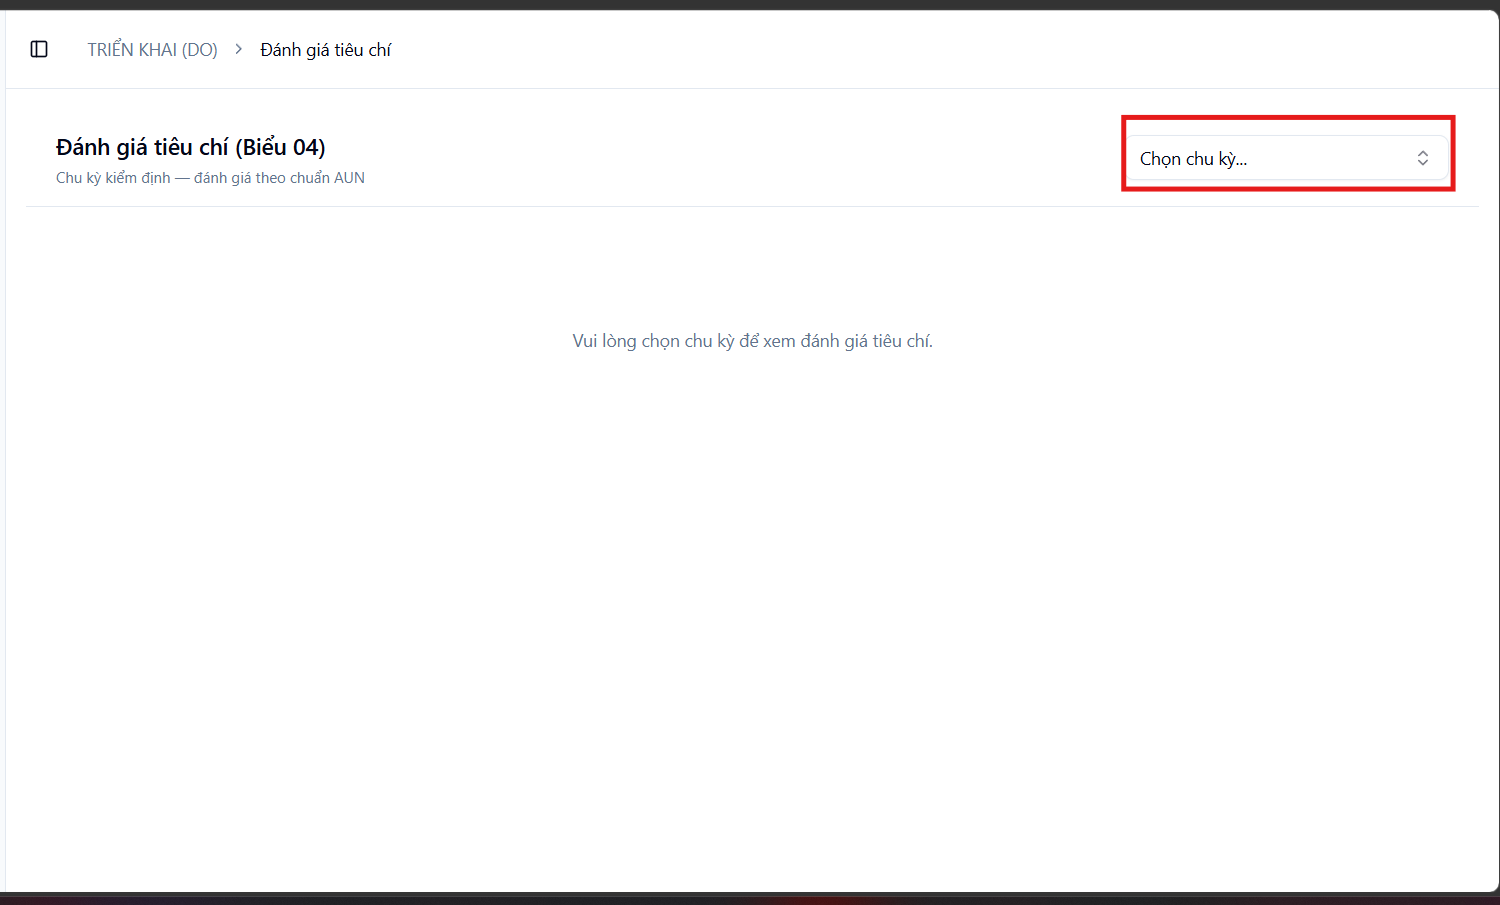 TRIỂN KHAI (DO) > Đánh giá tiêu chí
Đánh giá tiêu chí (Biểu 04)
Chu kỳ kiểm định — đánh giá theo chuẩn AUN
Chọn chu kỳ...
Vui lòng chọn chu kỳ để xem đánh giá tiêu chí.